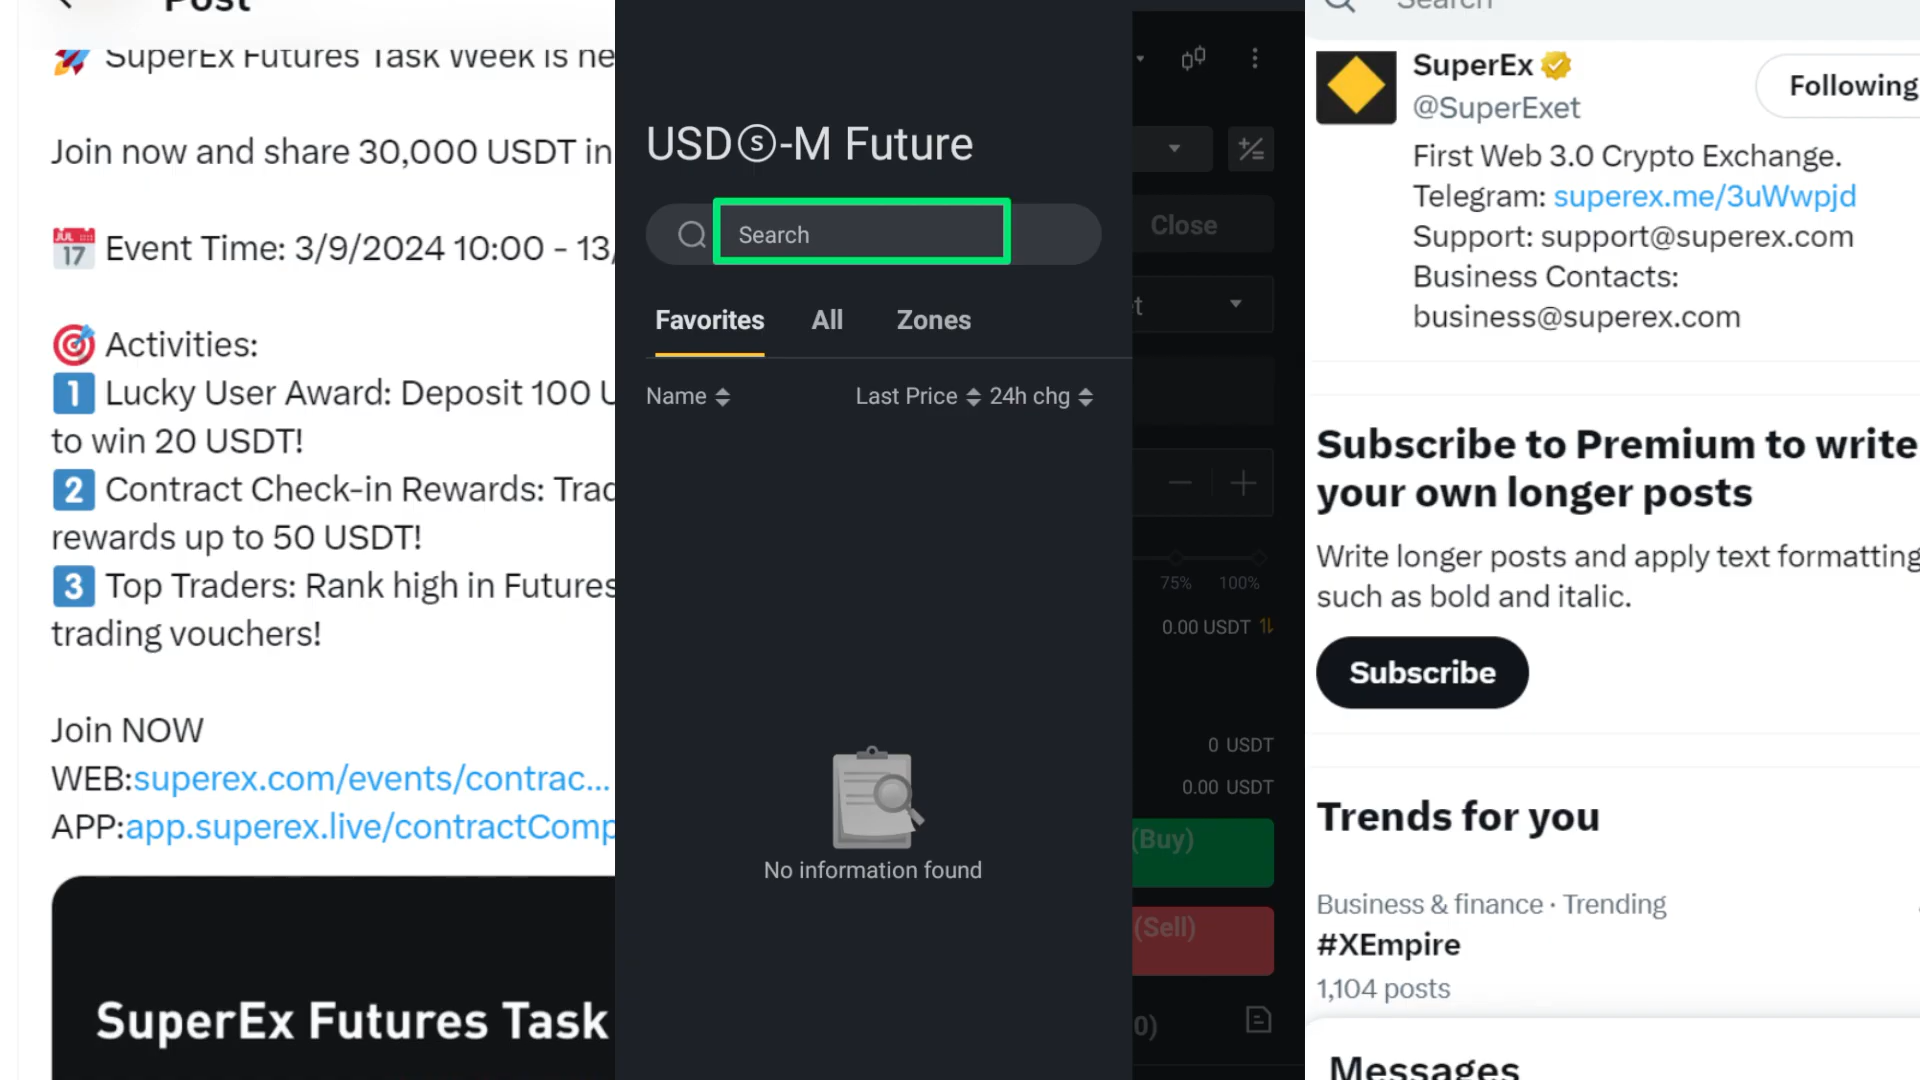 Post
🚀 SuperEx Futures Task Week is
Join now and share 30,000 USDT in
JUL 17 Event Time: 3/9/2024 10:00 - 13/
🎯 Activities:
1 Lucky User Award: Deposit 100
to win 20 USDT!
2 Contract Check-in Rewards:
rewards up to 50 USDT!
3 Top Traders: Rank high in Futures
trading vouchers!
Join NOW
WEB:superex.com/events/contrac...
APP:app.superex.live/contractComp
SuperEx Futures Task
USDⓢ-M Future
Search
Favorites All Zones
Name Last Price 24h chg
No information found
Close
75% 100%
0.00 USDT
0 USDT
0.00 USDT
(Buy)
(Sell)
0)
Search
SuperEx
Following
@SuperExet
First Web 3.0 Crypto Exchange.
Telegram: superex.me/3uWwpjd
Support: support@superex.com
Business Contacts:
business@superex.com
Subscribe to Premium to write
your own longer posts
Write longer posts and apply text formatting
such as bold and italic.
Subscribe
Trends for you
Business & finance · Trending
#XEmpire
1,104 posts
Messages